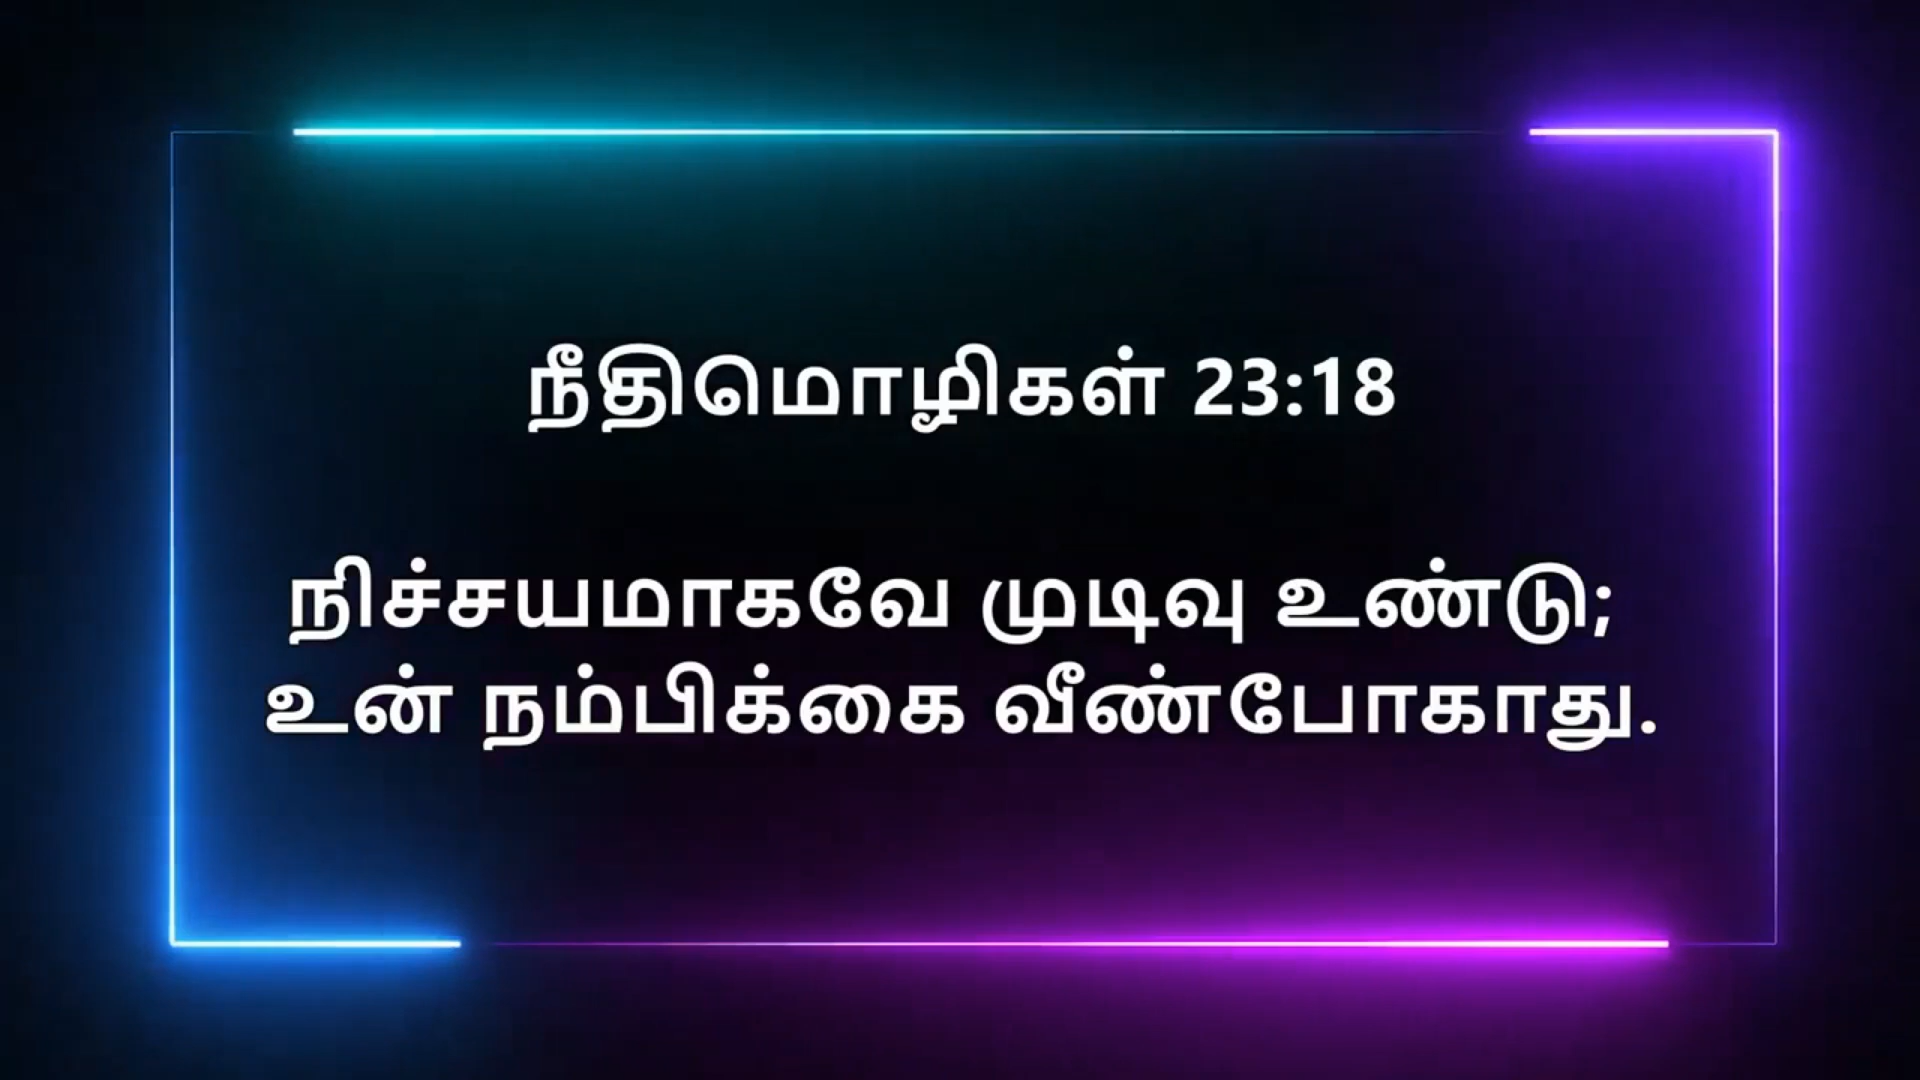 நீதிமொழிகள் 23:18
நிச்சயமாகவே முடிவு உண்டு;
உன் நம்பிக்கை வீண்போகாது.